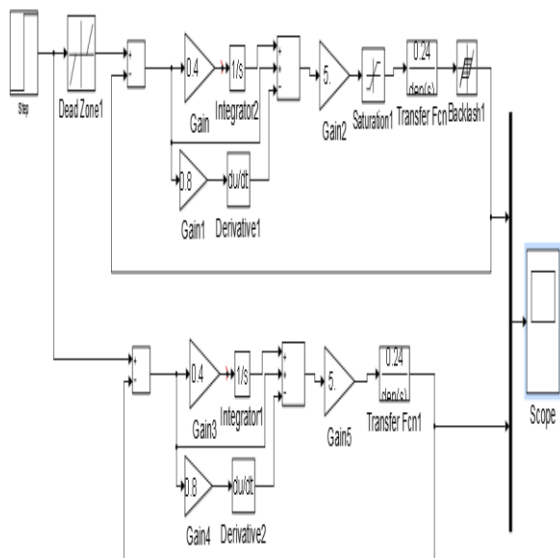 Step
Dead Zone1
+
-
0.4
Gain
1/s
Integrator2
+
+
-
5.
Gain2
Saturation1
0.24
den(s)
Transfer Fcn
Backlash1
0.8
Gain1
du/dt
Derivative1
+
-
0.4
Gain3
1/s
Integrator1
+
+
-
5.
Gain5
0.24
den(s)
Transfer Fcn1
0.8
Gain4
du/dt
Derivative2
Scope